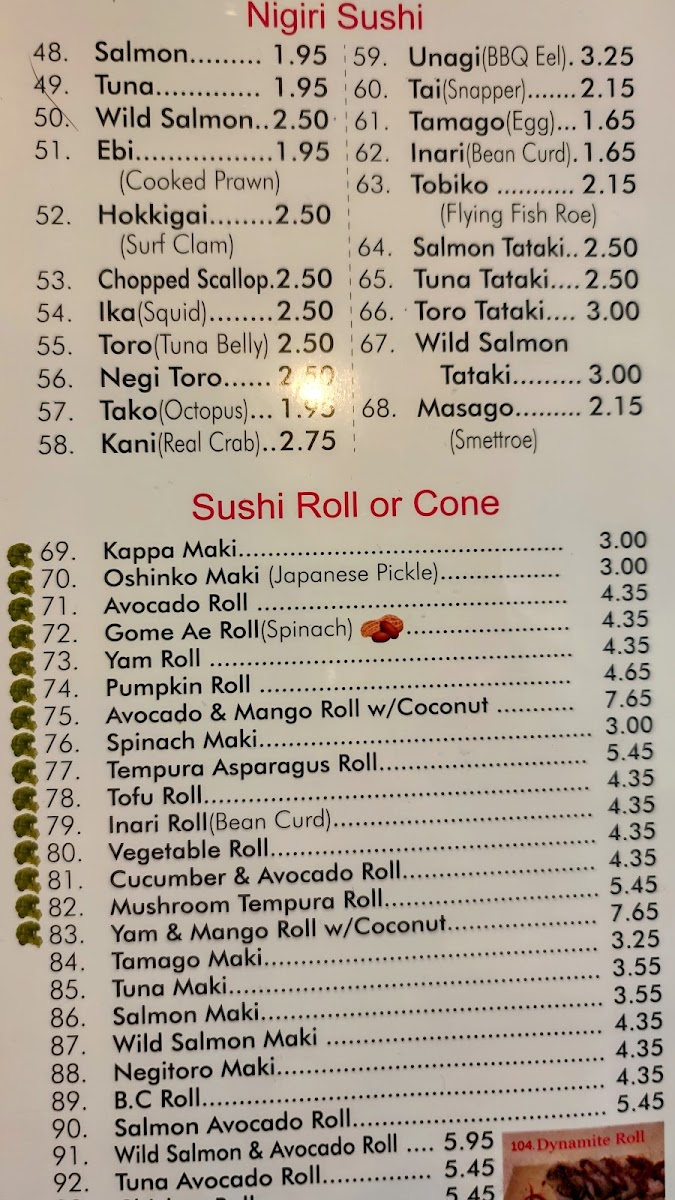 Nigiri Sushi
48. Salmon......... 1.95
49. Tuna............. 1.95
50. Wild Salmon..2.50
51. Ebi.................1.95
(Cooked Prawn)
52. Hokkigai........2.50
(Surf Clam)
53. Chopped Scallop.2.50
54. Ika(Squid)........2.50
55. Toro(Tuna Belly) 2.50
56. Negi Toro...... 2.50
57. Tako(Octopus)... 1.95
58. Kani(Real Crab)..2.75
59. Unagi(BBQ Eel). 3.25
60. Tai(Snapper).......2.15
61. Tamago(Egg)... 1.65
62. Inari(Bean Curd).1.65
63. Tobiko ........... 2.15
(Flying Fish Roe)
64. Salmon Tataki.. 2.50
65. Tuna Tataki.... 2.50
66. Toro Tataki.... 3.00
67. Wild Salmon
Tataki......... 3.00
68. Masago......... 2.15
(Smettroe)
Sushi Roll or Cone
69. Kappa Maki.................................................. 3.00
70. Oshinko Maki (Japanese Pickle)................. 3.00
71. Avocado Roll ............................................... 4.35
72. Gome Ae Roll(Spinach) ......................... 4.35
73. Yam Roll ...................................................... 4.35
74. Pumpkin Roll ............................................... 4.65
75. Avocado & Mango Roll w/Coconut ........... 7.65
76. Spinach Maki.................................................. 3.00
77. Tempura Asparagus Roll............................... 5.45
78. Tofu Roll.......................................................... 4.35
79. Inari Roll(Bean Curd)..................................... 4.35
80. Vegetable Roll................................................ 4.35
81. Cucumber & Avocado Roll............................ 4.35
82. Mushroom Tempura Roll............................... 5.45
83. Yam & Mango Roll w/Coconut...................... 7.65
84. Tamago Maki.................................................. 3.25
85. Tuna Maki....................................................... 3.55
86. Salmon Maki................................................... 3.55
87. Wild Salmon Maki ......................................... 4.35
88. Negitoro Maki................................................. 4.35
89. B.C Roll............................................................ 4.35
90. Salmon Avocado Roll..................................... 5.45
91. Wild Salmon & Avocado Roll .... 5.95
92. Tuna Avocado Roll................ 5.45
104.Dynamite Roll